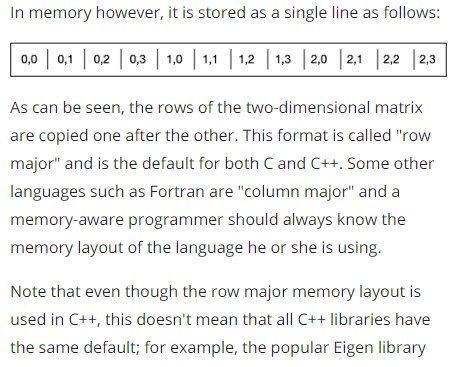 In memory however, it is stored as a single line as follows:
0,0 0,1 0,2 0,3 1,0 1,1 1,2 1,3 2,0 2,1 2,2 2,3
As can be seen, the rows of the two-dimensional matrix
are copied one after the other. This format is called "row
major" and is the default for both C and C++. Some other
languages such as Fortran are "column major" and a
memory-aware programmer should always know the
memory layout of the language he or she is using.
Note that even though the row major memory layout is
used in C++, this doesn't mean that all C++ libraries have
the same default; for example, the popular Eigen library